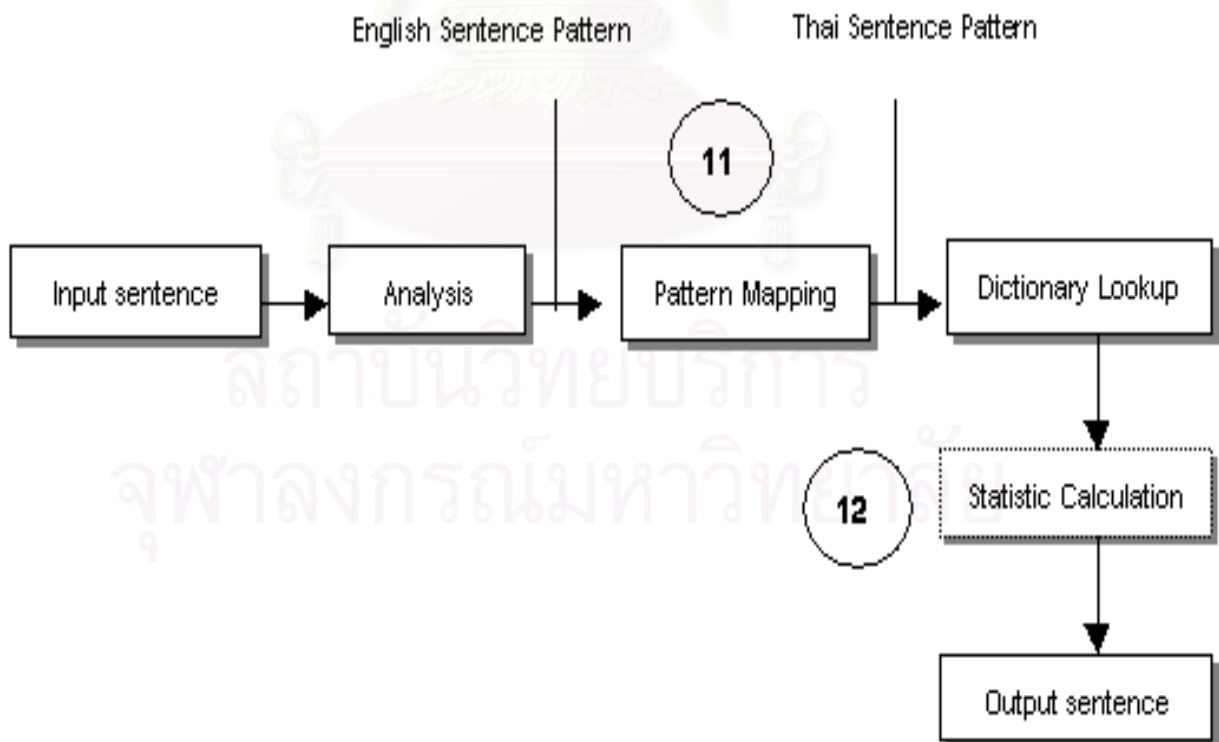 English Sentence Pattern
Thai Sentence Pattern
11
Input sentence
Analysis
Pattern Mapping
Dictionary Lookup
สถาบันวิทยบริการ
จุฬาลงกรณ์มหาวิทยาลัย
12
Statistic Calculation
Output sentence